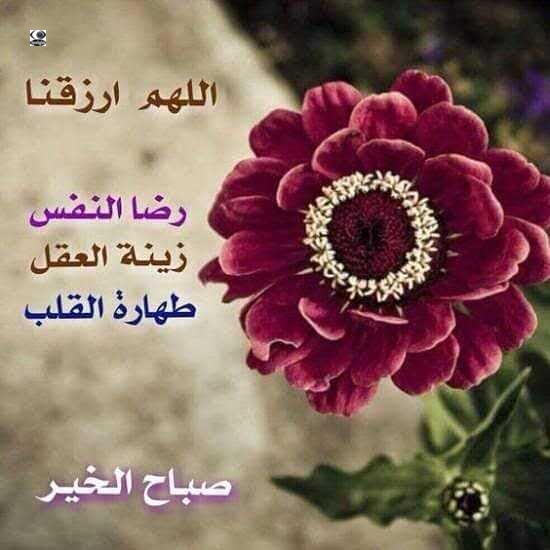 اللهم ارزقنا
رضا النفس
زينة العقل
طهارة القلب
صباح الخير